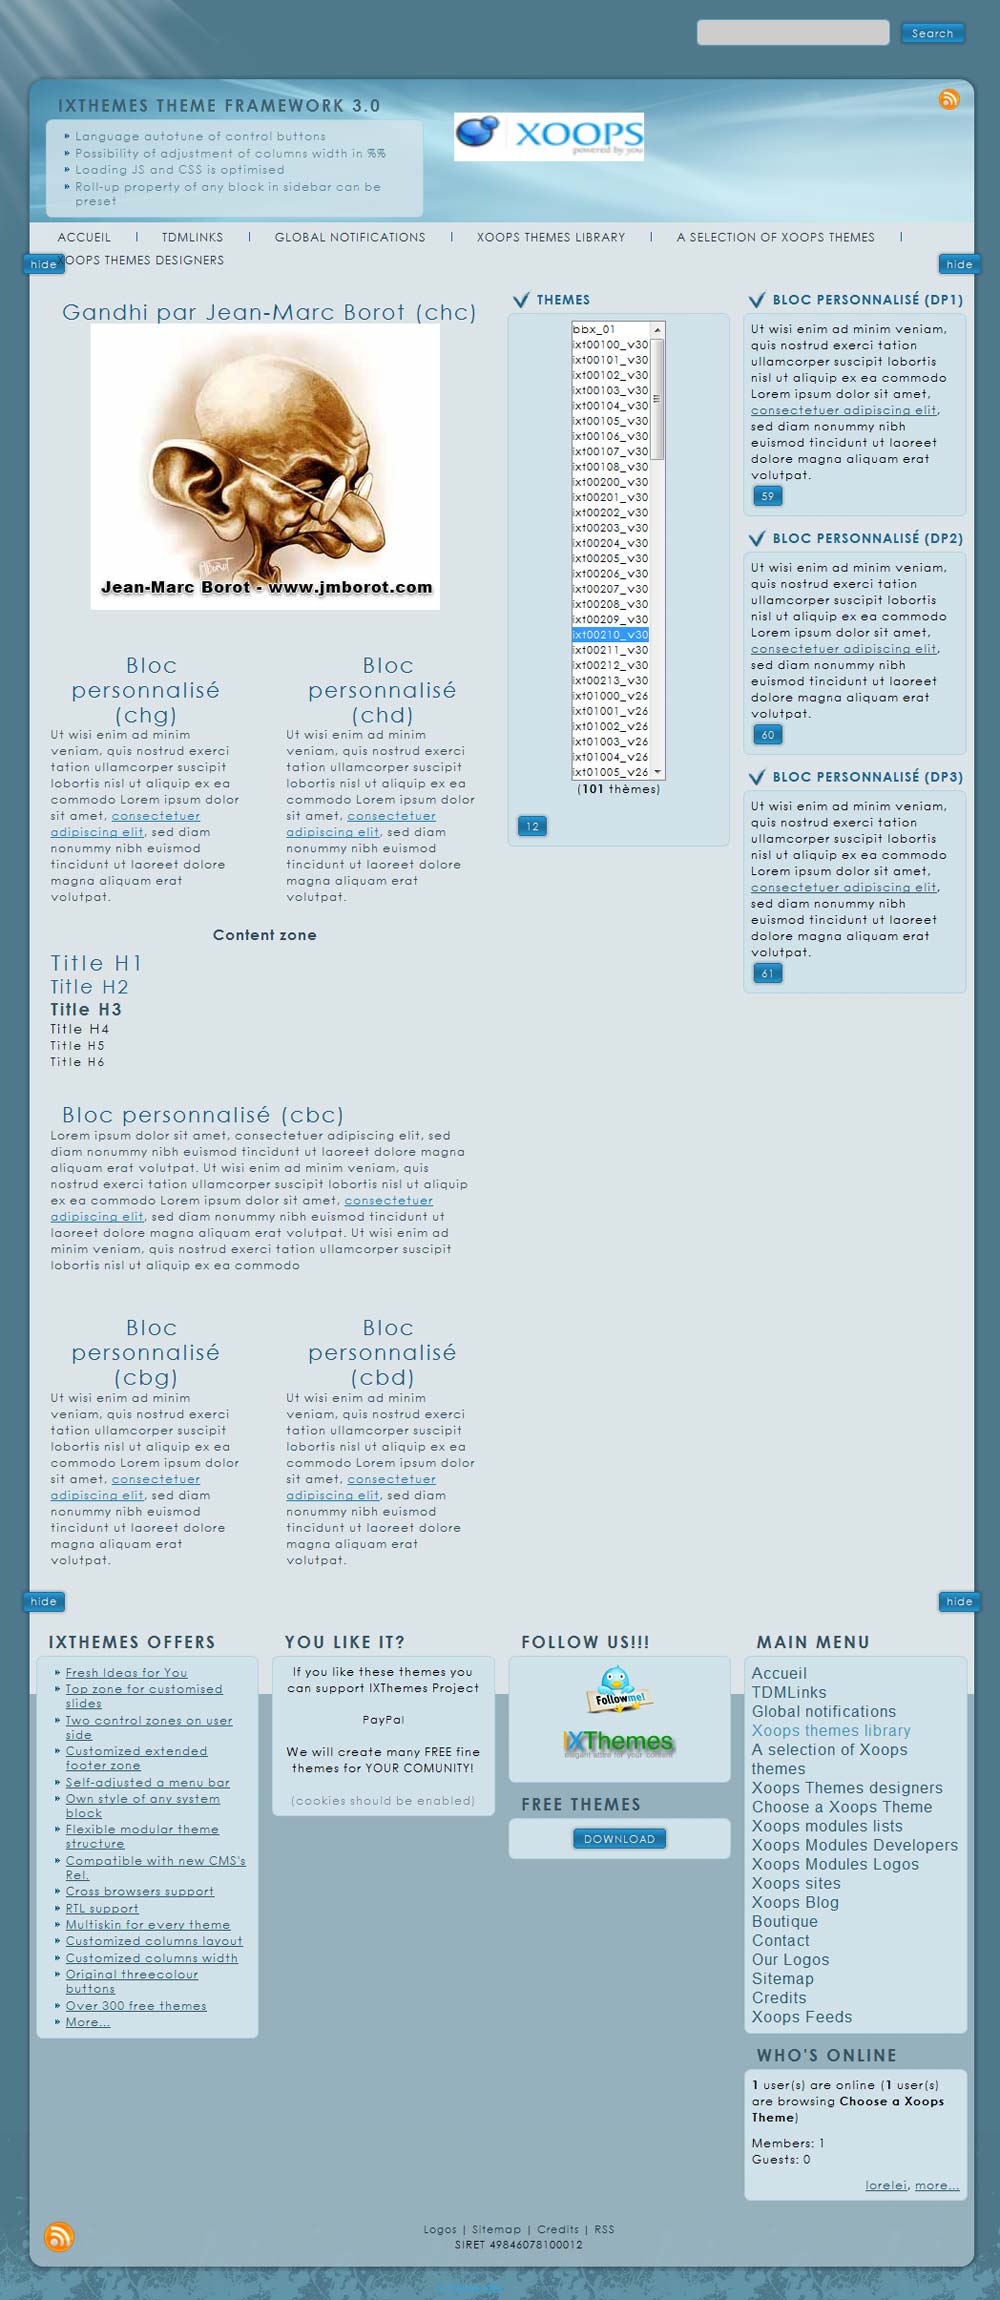 Search
IXTHEMES THEME FRAMEWORK 3.0
Language autotune of control buttons
Possibility of adjustment of columns width in %%
Loading JS and CSS is optimised
Roll-up property of any block in sidebar can be
preset
XOOPS
powered by you
ACCUEIL
TDMLINKS
GLOBAL NOTIFICATIONS
XOOPS THEMES LIBRARY
A SELECTION OF XOOPS THEMES
hide
XOOPS THEMES DESIGNERS
hide
Gandhi par Jean-Marc Borot (chc)
Jean-Marc Borot - www.jmborot.com
Bloc
personnalisé
(chg)
Ut wisi enim ad minim
veniam, quis nostrud exerci
tation ullamcorper suscipit
lobortis nisl ut aliquip ex ea
commodo Lorem ipsum dolor
sit amet, consectetuer
adipiscing elit, sed diam
nonummy nibh euismod
tincidunt ut laoreet dolore
magna aliquam erat
volutpat.
Bloc
personnalisé
(chd)
Ut wisi enim ad minim
veniam, quis nostrud exerci
tation ullamcorper suscipit
lobortis nisl ut aliquip ex ea
commodo Lorem ipsum dolor
sit amet, consectetuer
adipiscing elit, sed diam
nonummy nibh euismod
tincidunt ut laoreet dolore
magna aliquam erat
volutpat.
Content zone
Title H1
Title H2
Title H3
Title H4
Title H5
Title H6
Bloc personnalisé (cbc)
Lorem ipsum dolor sit amet, consectetuer adipiscing elit, sed
diam nonummy nibh euismod tincidunt ut laoreet dolore magna
aliquam erat volutpat. Ut wisi enim ad minim veniam, quis
nostrud exerci tation ullamcorper suscipit lobortis nisl ut aliquip
ex ea commodo Lorem ipsum dolor sit amet, consectetuer
adipiscing elit, sed diam nonummy nibh euismod tincidunt ut
laoreet dolore magna aliquam erat volutpat. Ut wisi enim ad
minim veniam, quis nostrud exerci tation ullamcorper suscipit
lobortis nisl ut aliquip ex ea commodo
Bloc
personnalisé
(cbg)
Ut wisi enim ad minim
veniam, quis nostrud exerci
tation ullamcorper suscipit
lobortis nisl ut aliquip ex ea
commodo Lorem ipsum dolor
sit amet, consectetuer
adipiscing elit, sed diam
nonummy nibh euismod
tincidunt ut laoreet dolore
magna aliquam erat
volutpat.
Bloc
personnalisé
(cbd)
Ut wisi enim ad minim
veniam, quis nostrud exerci
tation ullamcorper suscipit
lobortis nisl ut aliquip ex ea
commodo Lorem ipsum dolor
sit amet, consectetuer
adipiscing elit, sed diam
nonummy nibh euismod
tincidunt ut laoreet dolore
magna aliquam erat
volutpat.
THEMES
bbx_01
ixt00100_v30
ixt00101_v30
ixt00102_v30
ixt00103_v30
ixt00104_v30
ixt00105_v30
ixt00106_v30
ixt00107_v30
ixt00108_v30
ixt00200_v30
ixt00201_v30
ixt00202_v30
ixt00203_v30
ixt00204_v30
ixt00205_v30
ixt00206_v30
ixt00207_v30
ixt00208_v30
ixt00209_v30
ixt00210_v30
ixt00211_v30
ixt00212_v30
ixt00213_v30
ixt01000_v26
ixt01001_v26
ixt01002_v26
ixt01003_v26
ixt01004_v26
ixt01005_v26
(101 thèmes)
12
BLOC PERSONNALISÉ (DP1)
Ut wisi enim ad minim veniam,
quis nostrud exerci tation
ullamcorper suscipit lobortis
nisl ut aliquip ex ea commodo
Lorem ipsum dolor sit amet,
consectetuer adipiscing elit,
sed diam nonummy nibh
euismod tincidunt ut laoreet
dolore magna aliquam erat
volutpat.
59
BLOC PERSONNALISÉ (DP2)
Ut wisi enim ad minim veniam,
quis nostrud exerci tation
ullamcorper suscipit lobortis
nisl ut aliquip ex ea commodo
Lorem ipsum dolor sit amet,
consectetuer adipiscing elit,
sed diam nonummy nibh
euismod tincidunt ut laoreet
dolore magna aliquam erat
volutpat.
60
BLOC PERSONNALISÉ (DP3)
Ut wisi enim ad minim veniam,
quis nostrud exerci tation
ullamcorper suscipit lobortis
nisl ut aliquip ex ea commodo
Lorem ipsum dolor sit amet,
consectetuer adipiscing elit,
sed diam nonummy nibh
euismod tincidunt ut laoreet
dolore magna aliquam erat
volutpat.
61
hide
hide
IXTHEMES OFFERS
Fresh Ideas for You
Top zone for customised
slides
Two control zones on user
side
Customized extended
footer zone
Self-adjusted a menu bar
Own style of any system
block
Flexible modular theme
structure
Compatible with new CMS's
Rel.
Cross browsers support
RTL support
Multiskin for every theme
Customized columns layout
Customized columns width
Original threecolour
buttons
Over 300 free themes
More...
YOU LIKE IT?
If you like these themes you
can support IXThemes Project
PayPal
We will create many FREE fine
themes for YOUR COMUNITY!
(cookies should be enabled)
FOLLOW US!!!
Follow me!
IXThemes
elegant attire for your content
FREE THEMES
DOWNLOAD
MAIN MENU
Accueil
TDMLinks
Global notifications
Xoops themes library
A selection of Xoops
themes
Xoops Themes designers
Choose a Xoops Theme
Xoops modules lists
Xoops Modules Developers
Xoops Modules Logos
Xoops sites
Xoops Blog
Boutique
Contact
Our Logos
Sitemap
Credits
Xoops Feeds
WHO'S ONLINE
1 user(s) are online (1 user(s)
are browsing Choose a Xoops
Theme)
Members: 1
Guests: 0
lorelei, more...
Logos | Sitemap | Credits | RSS
SIRET 49846078100012